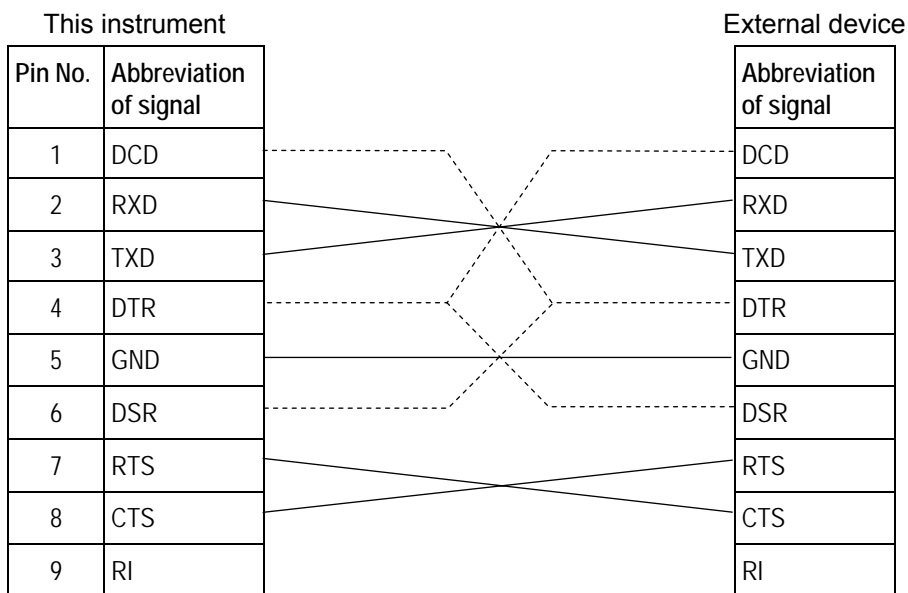 This instrument
External device
Pin No. Abbreviation of signal
Abbreviation of signal
1 DCD DCD
2 RXD RXD
3 TXD TXD
4 DTR DTR
5 GND GND
6 DSR DSR
7 RTS RTS
8 CTS CTS
9 RI RI